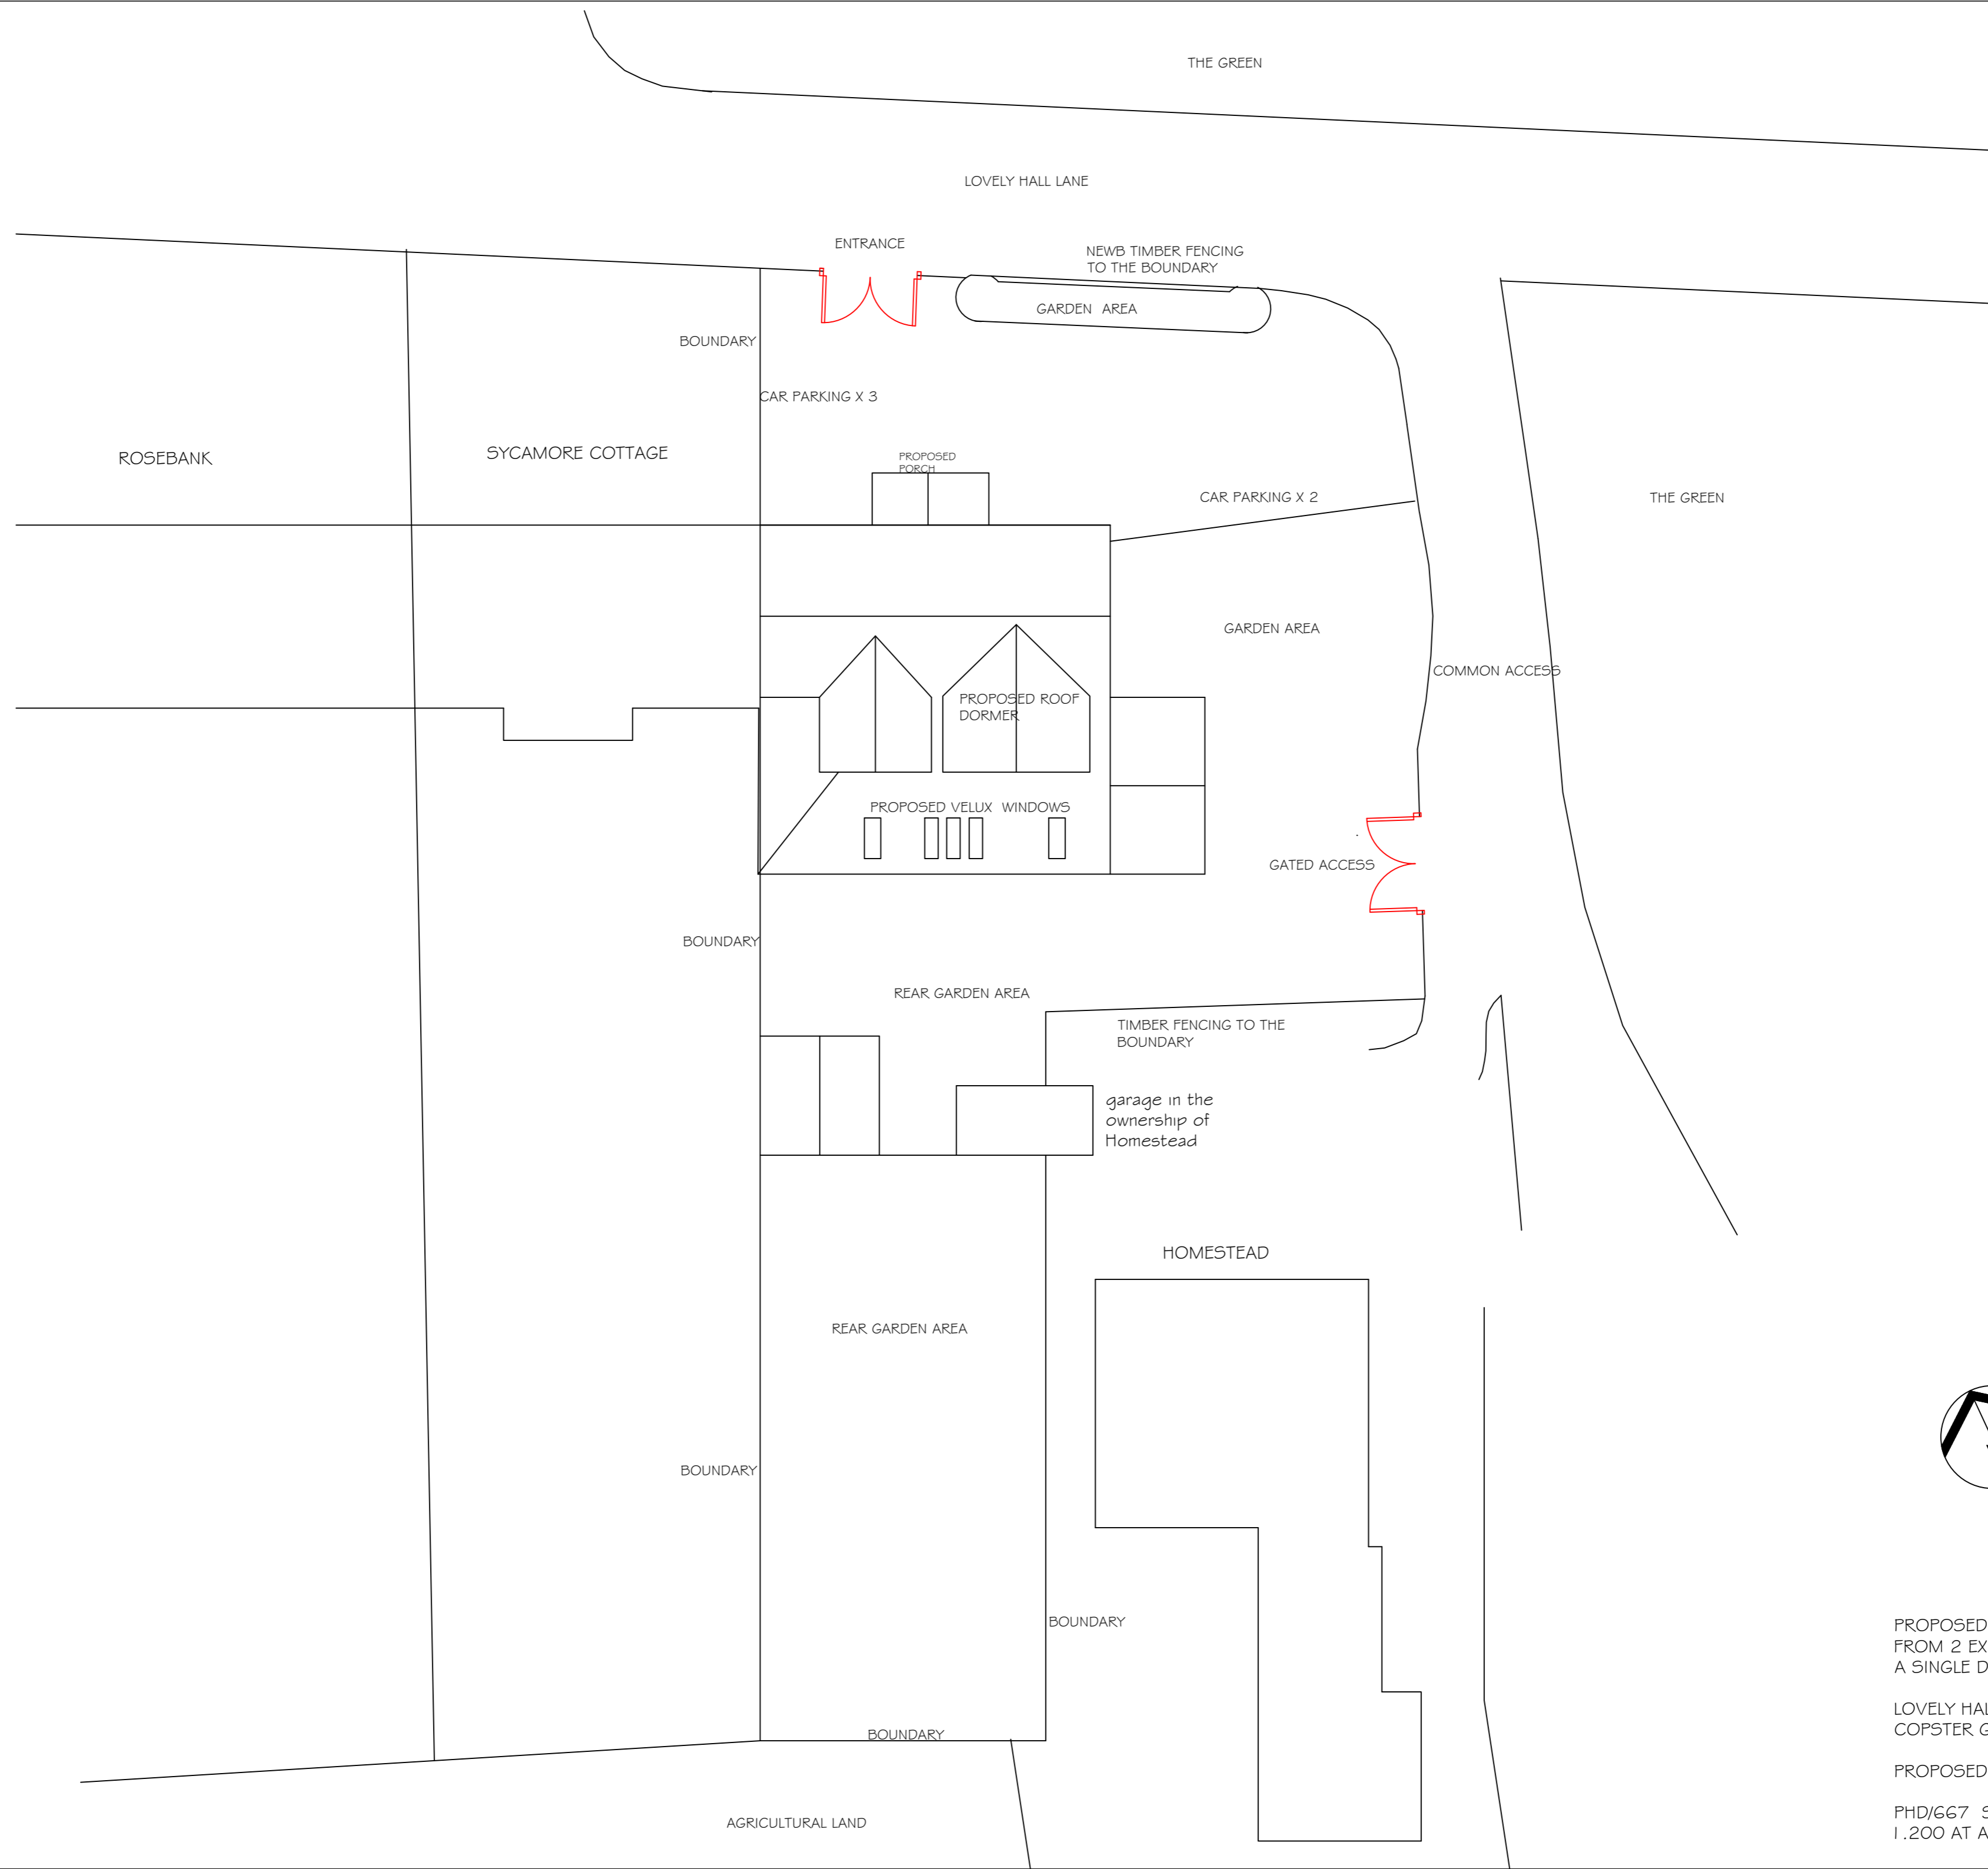 THE GREEN
LOVELY HALL LANE
ENTRANCE
NEWB TIMBER FENCING
TO THE BOUNDARY
GARDEN AREA
BOUNDARY
CAR PARKING X 3
ROSEBANK
SYCAMORE COTTAGE
PROPOSED
PORCH
CAR PARKING X 2
THE GREEN
GARDEN AREA
COMMON ACCESS
PROPOSED ROOF
DORMER
PROPOSED VELUX WINDOWS
GATED ACCESS
BOUNDARY
REAR GARDEN AREA
TIMBER FENCING TO THE
BOUNDARY
garage in the
ownership of
Homestead
HOMESTEAD
REAR GARDEN AREA
BOUNDARY
BOUNDARY
BOUNDARY
AGRICULTURAL LAND
PROPOSED
FROM 2 EX
A SINGLE D
LOVELY HAL
COPSTER G
PROPOSED
PHD/667 S
1.200 AT A